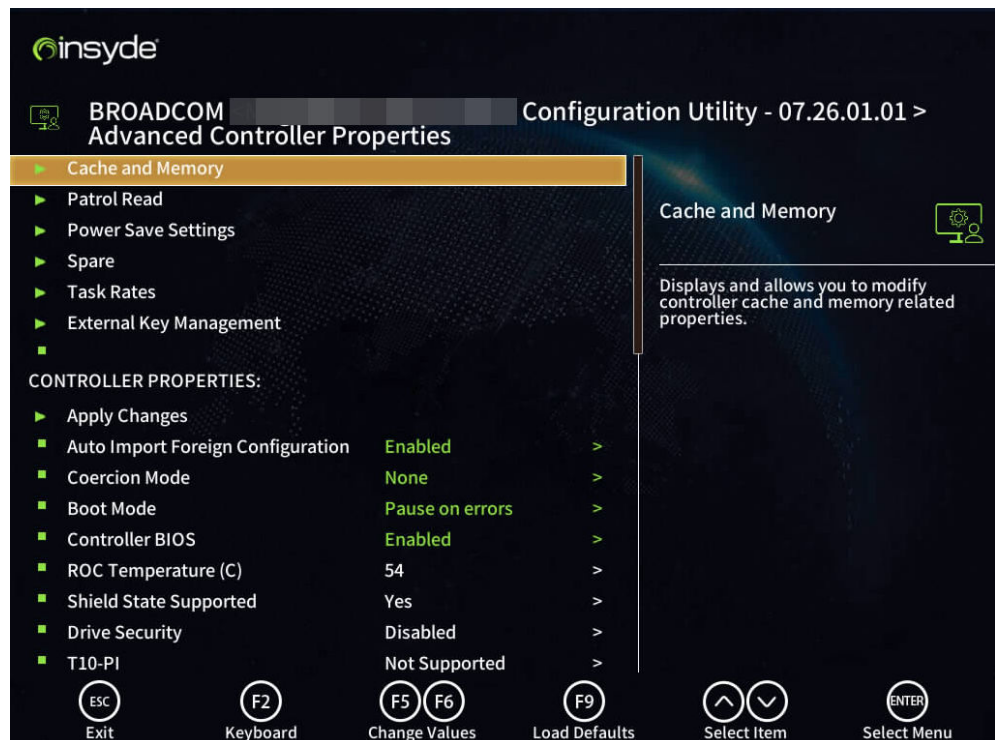 insyde
BROADCOM Configuration Utility - 07.26.01.01 >
Advanced Controller Properties
Cache and Memory
Patrol Read
Power Save Settings
Spare
Task Rates
External Key Management
CONTROLLER PROPERTIES:
Apply Changes
Auto Import Foreign Configuration Enabled >
Coercion Mode None >
Boot Mode Pause on errors >
Controller BIOS Enabled >
ROC Temperature (C) 54 >
Shield State Supported Yes >
Drive Security Disabled >
T10-PI Not Supported >
Cache and Memory
Displays and allows you to modify
controller cache and memory related
properties.
ESC F2 F5 F6 F9 ENTER
Exit Keyboard Change Values Load Defaults Select Item Select Menu